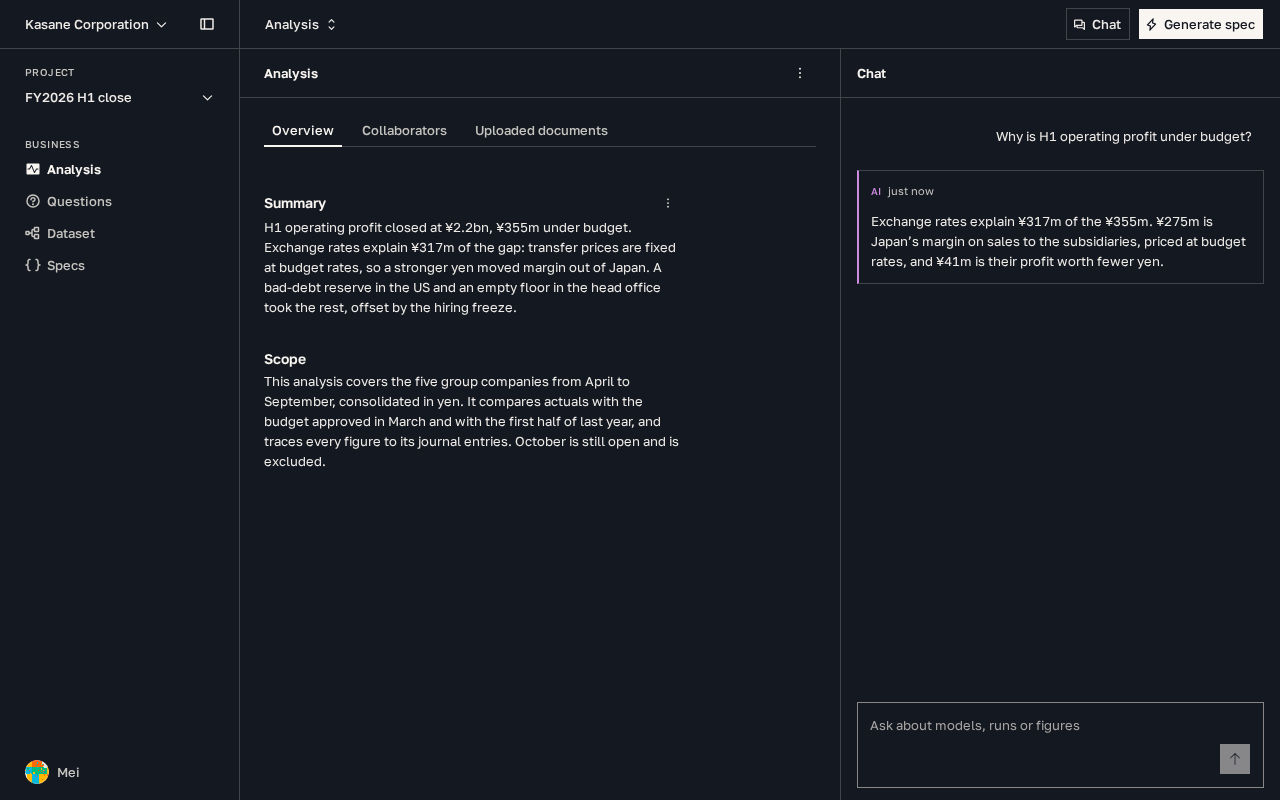 Kasane Corporation
PROJECT
FY2026 H1 close
BUSINESS
Analysis
Questions
Dataset
Specs
Mei
Analysis
Chat
Generate spec
Analysis
Overview
Collaborators
Uploaded documents
Summary
H1 operating profit closed at ¥2.2bn, ¥355m under budget.
Exchange rates explain ¥317m of the gap: transfer prices are fixed
at budget rates, so a stronger yen moved margin out of Japan. A
bad-debt reserve in the US and an empty floor in the head office
took the rest, offset by the hiring freeze.
Scope
This analysis covers the five group companies from April to
September, consolidated in yen. It compares actuals with the
budget approved in March and with the first half of last year, and
traces every figure to its journal entries. October is still open and is
excluded.
Chat
Why is H1 operating profit under budget?
AI just now
Exchange rates explain ¥317m of the ¥355m. ¥275m is
Japan’s margin on sales to the subsidiaries, priced at budget
rates, and ¥41m is their profit worth fewer yen.
Ask about models, runs or figures